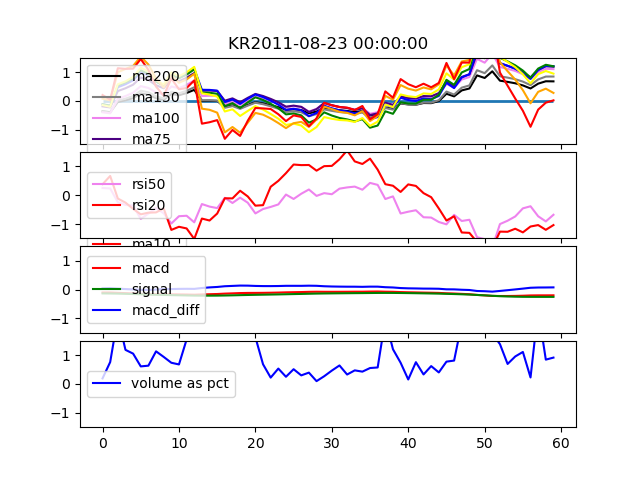 KR2011-08-23 00:00:00
1
0
−1
ma200
ma150
ma100
ma75
1
0
−1
rsi50
rsi20
ma10
1
0
−1
macd
signal
macd_diff
1
0
−1
volume as pct
0 10 20 30 40 50 60